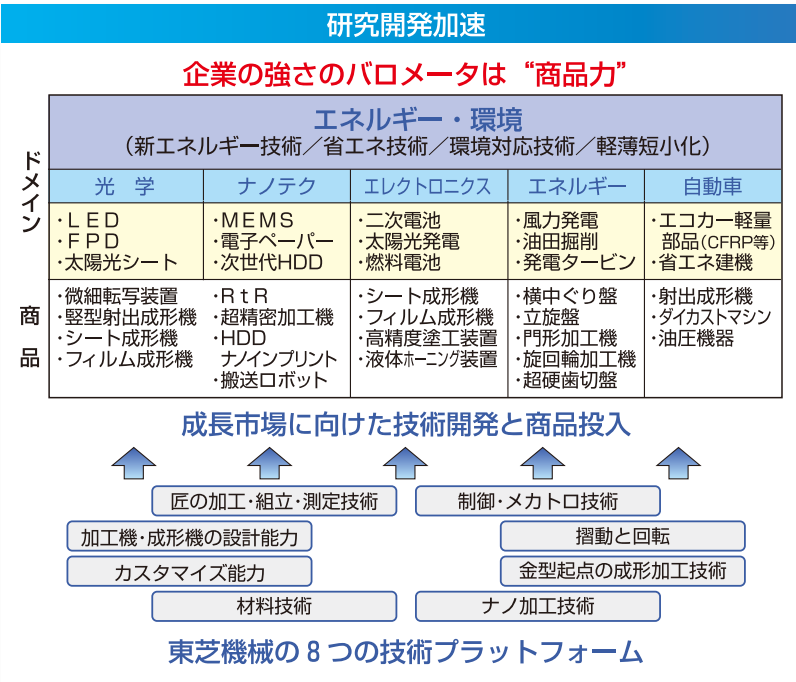 研究開発加速
企業の強さのバロメータは“商品力”
エネルギー・環境
（新エネルギー技術／省エネ技術／環境対応技術／軽薄短小化）
ドメイン
光　学
ナノテク
エレクトロニクス
エネルギー
自動車
・ＬＥＤ
・ＦＰＤ
・太陽光シート
・ＭＥＭＳ
・電子ペーパー
・次世代HDD
・二次電池
・太陽光発電
・燃料電池
・風力発電
・油田掘削
・発電タービン
・エコカー軽量
部品（CFRP等）
・省エネ建機
商品
・微細転写装置
・竪型射出成形機
・シート成形機
・フィルム成形機
・ＲｔＲ
・超精密加工機
・HDD
ナノインプリント
・搬送ロボット
・シート成形機
・フィルム成形機
・高精度塗工装置
・液体ホーニング装置
・横中ぐり盤
・立旋盤
・門形加工機
・旋回輪加工機
・超硬歯切盤
・射出成形機
・ダイカストマシン
・油圧機器
成長市場に向けた技術開発と商品投入
匠の加工・組立・測定技術
制御・メカトロ技術
加工機・成形機の設計能力
摺動と回転
カスタマイズ能力
金型起点の成形加工技術
材料技術
ナノ加工技術
東芝機械の８つの技術プラットフォーム